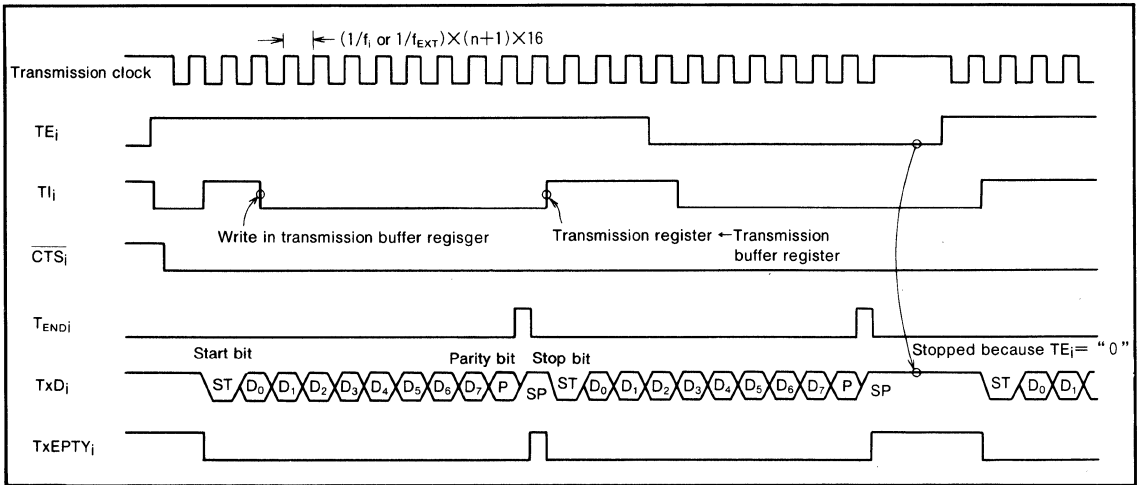 (1/fi or 1/fEXT)×(n+1)×16
Transmission clock
TEi
TIi
Write in transmission buffer regisger
Transmission register ←Transmission
buffer register
CTSi
TENDi
Start bit
Parity bit
Stop bit
Stopped because TEi= “0”
TxDi
ST D0 D1 D2 D3 D4 D5 D6 D7 P SP ST D0 D1 D2 D3 D4 D5 D6 D7 P SP ST D0 D1
TxEPTYi